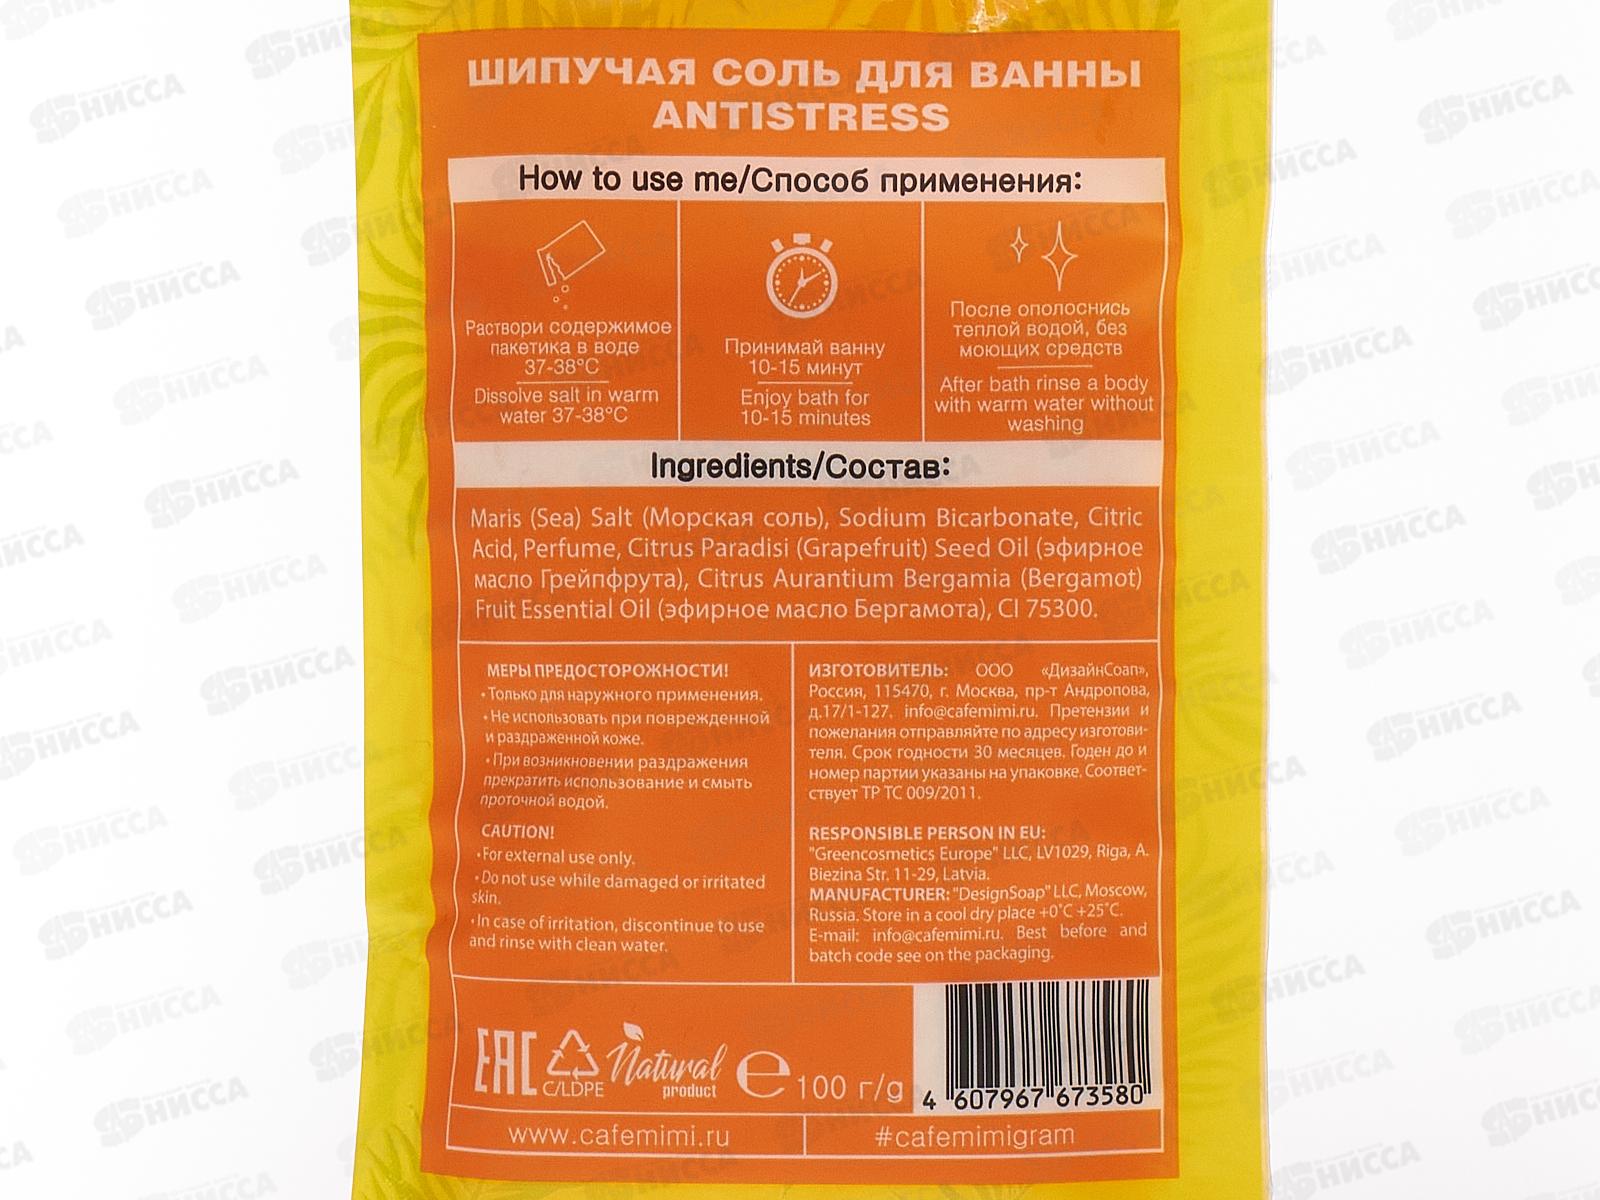 ШИПУЧАЯ СОЛЬ ДЛЯ ВАННЫ
ANTISTRESS
How to use me/Способ применения:
Раствори содержимое
пакетика в воде
37-38°C
Dissolve salt in warm
water 37-38°C
Принимай ванну
10-15 минут
Enjoy bath for
10-15 minutes
После ополоснись
теплой водой, без
моющих средств
After bath rinse a body
with warm water without
washing
Ingredients/Состав:
Maris (Sea) Salt (Морская соль), Sodium Bicarbonate, Citric
Acid, Perfume, Citrus Paradisi (Grapefruit) Seed Oil (эфирное
масло Грейпфрута), Citrus Aurantium Bergamia (Bergamot)
Fruit Essential Oil (эфирное масло Бергамота), CI 75300.
МЕРЫ ПРЕДОСТОРОЖНОСТИ!
• Только для наружного применения.
• Не использовать при поврежденной
и раздраженной коже.
• При возникновении раздражения
прекратить использование и смыть
проточной водой.
CAUTION!
• For external use only.
• Do not use while damaged or irritated
skin.
• In case of irritation, discontinue to use
and rinse with clean water.
ИЗГОТОВИТЕЛЬ: ООО «ДизайнСоап»,
Россия, 115470, г. Москва, пр-т Андропова,
д.17/1-127. info@cafemimi.ru. Претензии и
пожелания отправляйте по адресу изготови-
теля. Срок годности 30 месяцев. Годен до и
номер партии указаны на упаковке. Соответ-
ствует ТР ТС 009/2011.
RESPONSIBLE PERSON IN EU:
"Greencosmetics Europe" LLC, LV1029, Riga, A.
Biezina Str. 11-29, Latvia.
MANUFACTURER: "DesignSoap" LLC, Moscow,
Russia. Store in a cool dry place +0°C +25°C.
E-mail: info@cafemimi.ru. Best before and
batch code see on the packaging.
EAC
C/LDPE
Natural
product
e 100 г/g
4 607967 673580
www.cafemimi.ru
#cafemimigram
НИССА